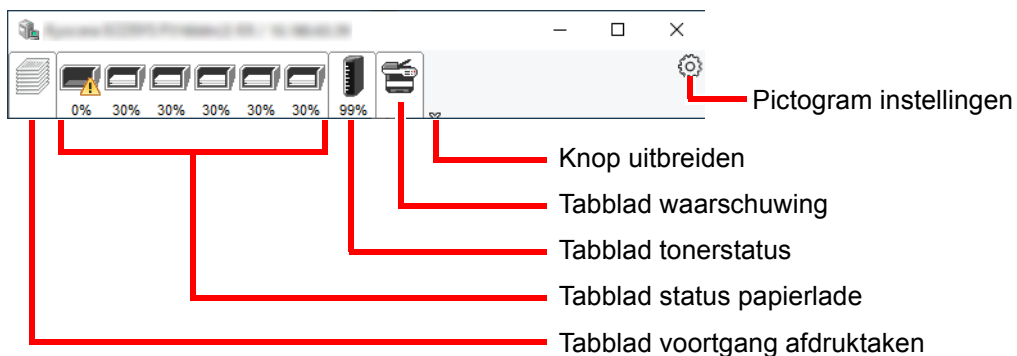 0% 30% 30% 30% 30% 30% 99%
Pictogram instellingen
Knop uitbreiden
Tabblad waarschuwing
Tabblad tonerstatus
Tabblad status papierlade
Tabblad voortgang afdruktaken